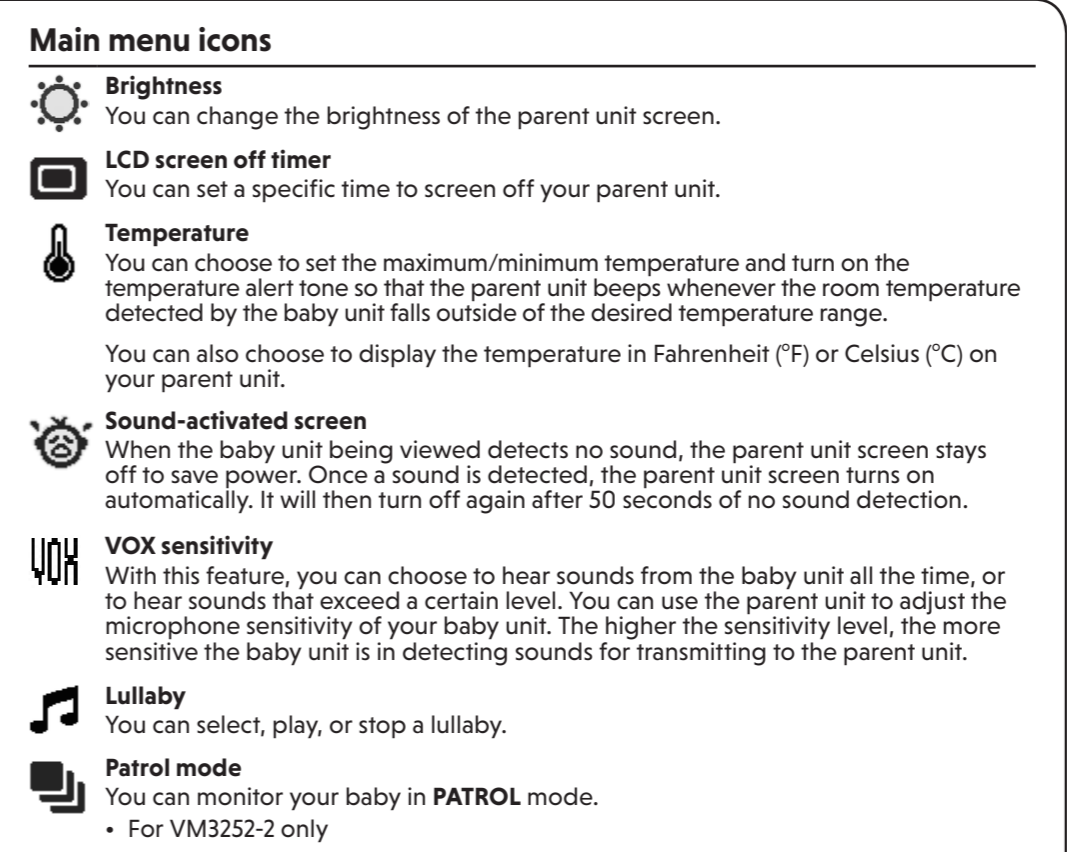 Main menu icons
Brightness
You can change the brightness of the parent unit screen.
LCD screen off timer
You can set a specific time to screen off your parent unit.
Temperature
You can choose to set the maximum/minimum temperature and turn on the
temperature alert tone so that the parent unit beeps whenever the room temperature
detected by the baby unit falls outside of the desired temperature range.
You can also choose to display the temperature in Fahrenheit (°F) or Celsius (°C) on
your parent unit.
Sound-activated screen
When the baby unit being viewed detects no sound, the parent unit screen stays
off to save power. Once a sound is detected, the parent unit screen turns on
automatically. It will then turn off again after 50 seconds of no sound detection.
VOX
VOX sensitivity
With this feature, you can choose to hear sounds from the baby unit all the time, or
to hear sounds that exceed a certain level. You can use the parent unit to adjust the
microphone sensitivity of your baby unit. The higher the sensitivity level, the more
sensitive the baby unit is in detecting sounds for transmitting to the parent unit.
Lullaby
You can select, play, or stop a lullaby.
Patrol mode
You can monitor your baby in PATROL mode.
• For VM3252-2 only